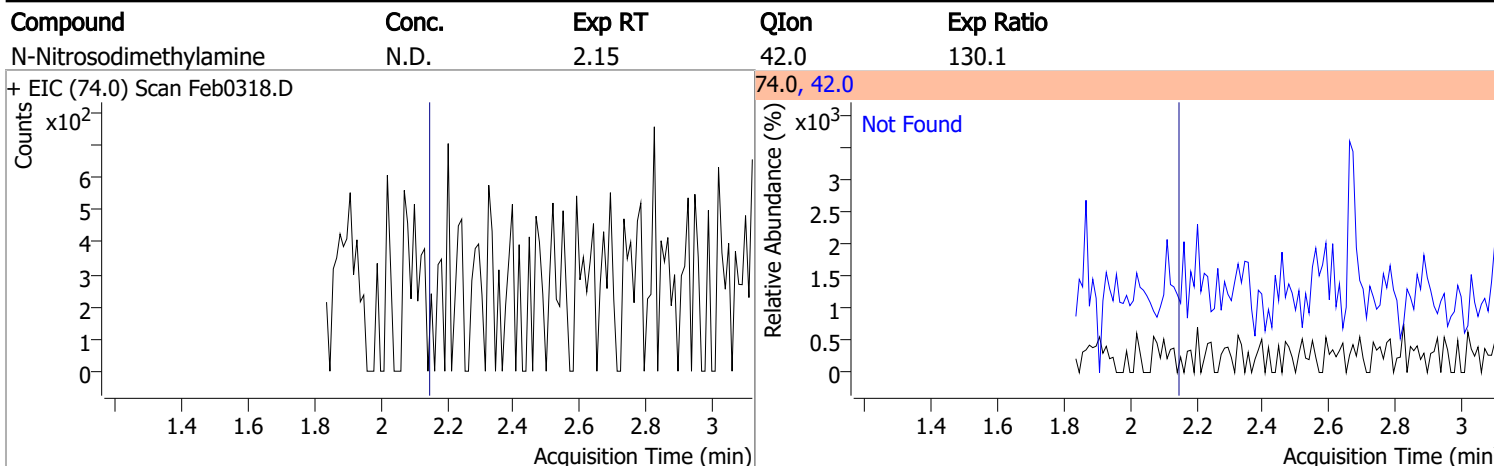 Compound Conc. Exp RT QIon Exp Ratio
N-Nitrosodimethylamine N.D. 2.15 42.0 130.1
+ EIC (74.0) Scan Feb0318.D
Counts
x10²
6
5
4
3
2
1
0
1.4 1.6 1.8 2 2.2 2.4 2.6 2.8 3
Acquisition Time (min)
74.0, 42.0
Relative Abundance (%)
x10³
Not Found
3
2.5
2
1.5
1
0.5
0
1.4 1.6 1.8 2 2.2 2.4 2.6 2.8 3
Acquisition Time (min